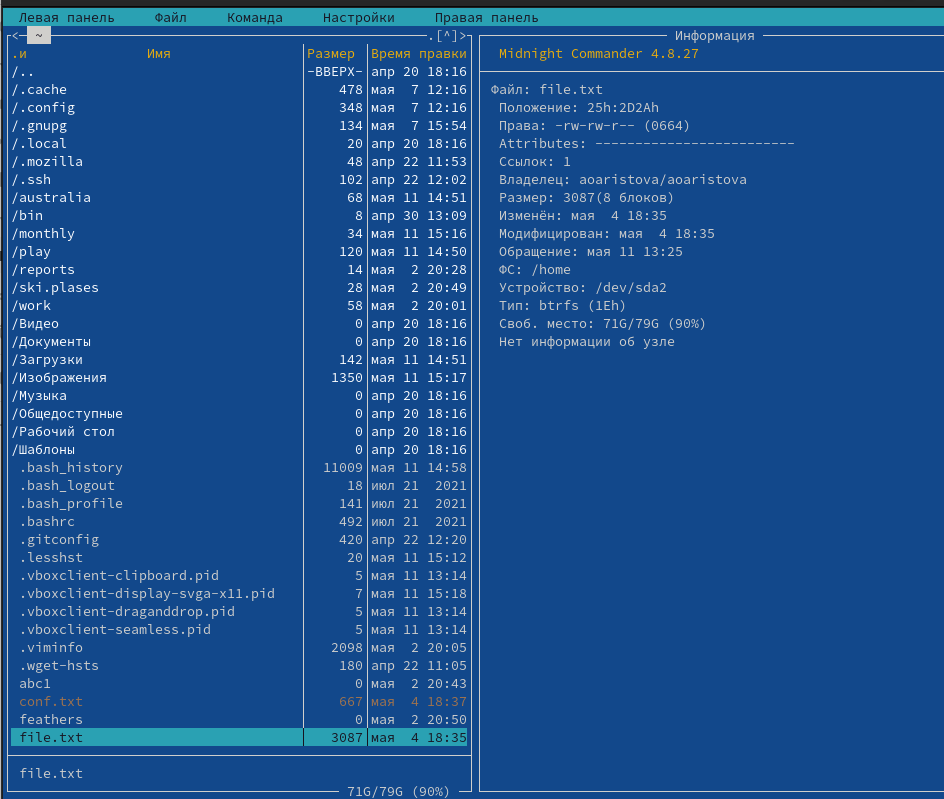 Левая панель Файл Команда Настройки Правая панель
<─ ~ .[^]>
.и Имя Размер Время правки
/.. -ВВЕРХ- апр 20 18:16
/.cache 478 мая 7 12:16
/.config 348 мая 7 12:16
/.gnupg 134 мая 7 15:54
/.local 20 апр 20 18:16
/.mozilla 48 апр 22 11:53
/.ssh 102 апр 22 12:02
/australia 68 мая 11 14:51
/bin 8 апр 30 13:09
/monthly 34 мая 11 15:16
/play 120 мая 11 14:50
/reports 14 мая 2 20:28
/ski.plases 28 мая 2 20:49
/work 58 мая 2 20:01
/Видео 0 апр 20 18:16
/Документы 0 апр 20 18:16
/Загрузки 142 мая 11 14:51
/Изображения 1350 мая 11 15:17
/Музыка 0 апр 20 18:16
/Общедоступные 0 апр 20 18:16
/Рабочий стол 0 апр 20 18:16
/Шаблоны 0 апр 20 18:16
.bash_history 11009 мая 11 14:58
.bash_logout 18 июл 21 2021
.bash_profile 141 июл 21 2021
.bashrc 492 июл 21 2021
.gitconfig 420 апр 22 12:20
.lesshst 20 мая 11 15:12
.vboxclient-clipboard.pid 5 мая 11 13:14
.vboxclient-display-svga-x11.pid 7 мая 11 15:18
.vboxclient-draganddrop.pid 5 мая 11 13:14
.vboxclient-seamless.pid 5 мая 11 13:14
.viminfo 2098 мая 2 20:05
.wget-hsts 180 апр 22 11:05
abc1 0 мая 2 20:43
conf.txt 667 мая 4 18:37
feathers 0 мая 2 20:50
file.txt 3087 мая 4 18:35
file.txt
71G/79G (90%)
Информация
Midnight Commander 4.8.27
Файл: file.txt
Положение: 25h:2D2Ah
Права: -rw-rw-r-- (0664)
Attributes: -------------------------
Ссылок: 1
Владелец: aoaristova/aoaristova
Размер: 3087(8 блоков)
Изменён: мая 4 18:35
Модифицирован: мая 4 18:35
Обращение: мая 11 13:25
ФС: /home
Устройство: /dev/sda2
Тип: btrfs (1Eh)
Своб. место: 71G/79G (90%)
Нет информации об узле